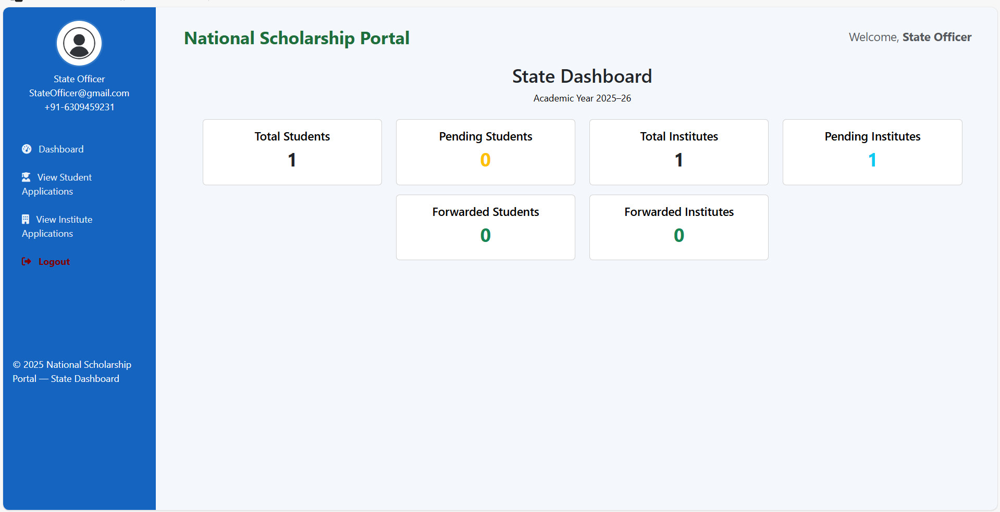 State Officer
StateOfficer@gmail.com
+91-6309459231
Dashboard
View Student
Applications
View Institute
Applications
Logout
© 2025 National Scholarship
Portal — State Dashboard
National Scholarship Portal
Welcome, State Officer
State Dashboard
Academic Year 2025–26
Total Students
1
Pending Students
0
Total Institutes
1
Pending Institutes
1
Forwarded Students
0
Forwarded Institutes
0